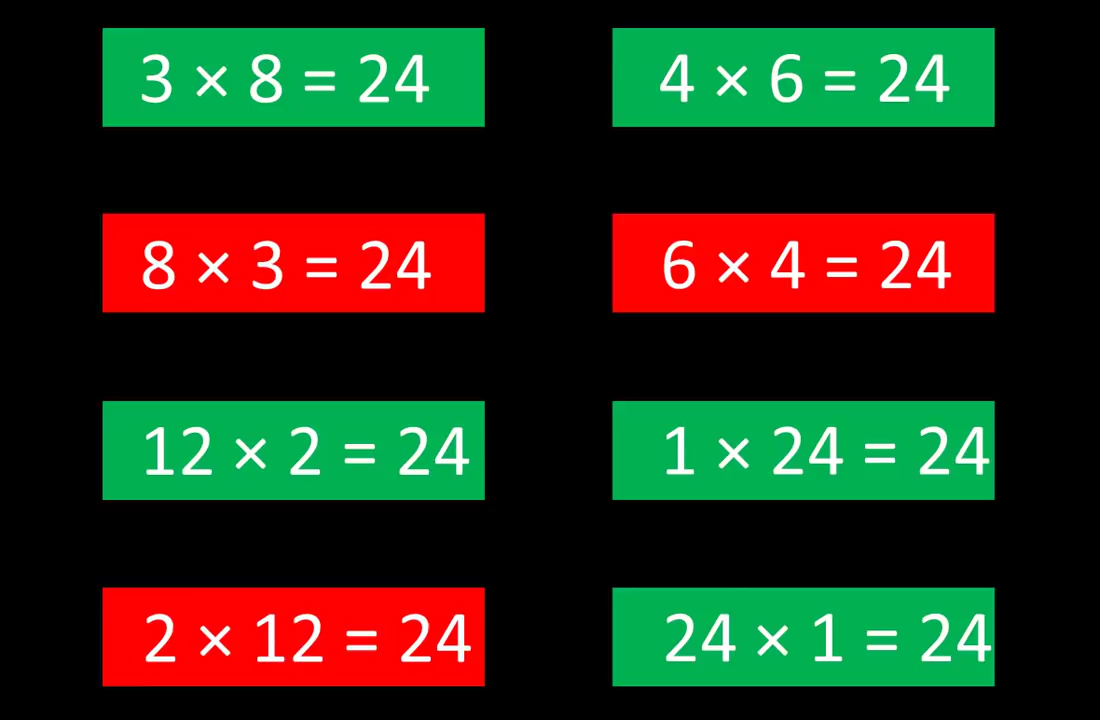 3 × 8 = 24
4 × 6 = 24
8 × 3 = 24
6 × 4 = 24
12 × 2 = 24
1 × 24 = 24
2 × 12 = 24
24 × 1 = 24